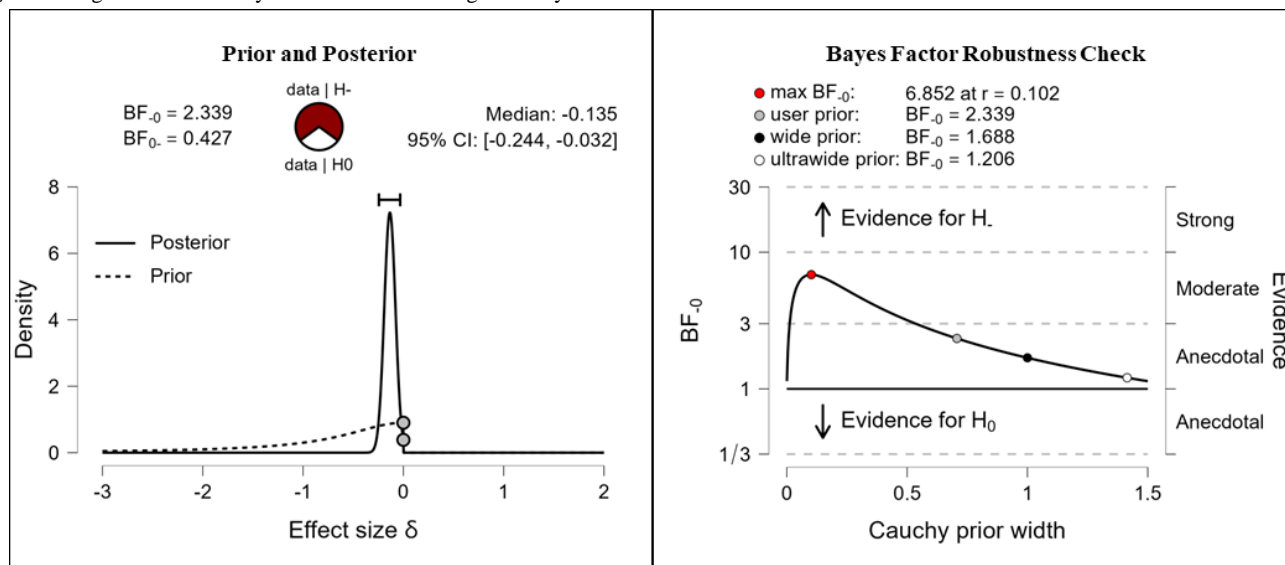 Prior and Posterior
data | H-
BF-0 = 2.339
BF0- = 0.427
Median: -0.135
95% CI: [-0.244, -0.032]
data | H0
8
6
4
2
0
Density
Posterior
Prior
-3
-2
-1
0
1
2
Effect size δ
Bayes Factor Robustness Check
max BF-0: 6.852 at r = 0.102
user prior: BF-0 = 2.339
wide prior: BF-0 = 1.688
ultrawide prior: BF-0 = 1.206
30
10
3
1
1/3
BF-0
Evidence for H-
Evidence for H0
Strong
Moderate
Anecdotal
Anecdotal
Evidence
0
0.5
1
1.5
Cauchy prior width